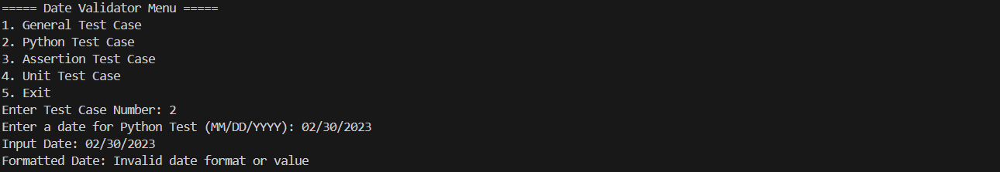 ===== Date Validator Menu =====
1. General Test Case
2. Python Test Case
3. Assertion Test Case
4. Unit Test Case
5. Exit
Enter Test Case Number: 2
Enter a date for Python Test (MM/DD/YYYY): 02/30/2023
Input Date: 02/30/2023
Formatted Date: Invalid date format or value